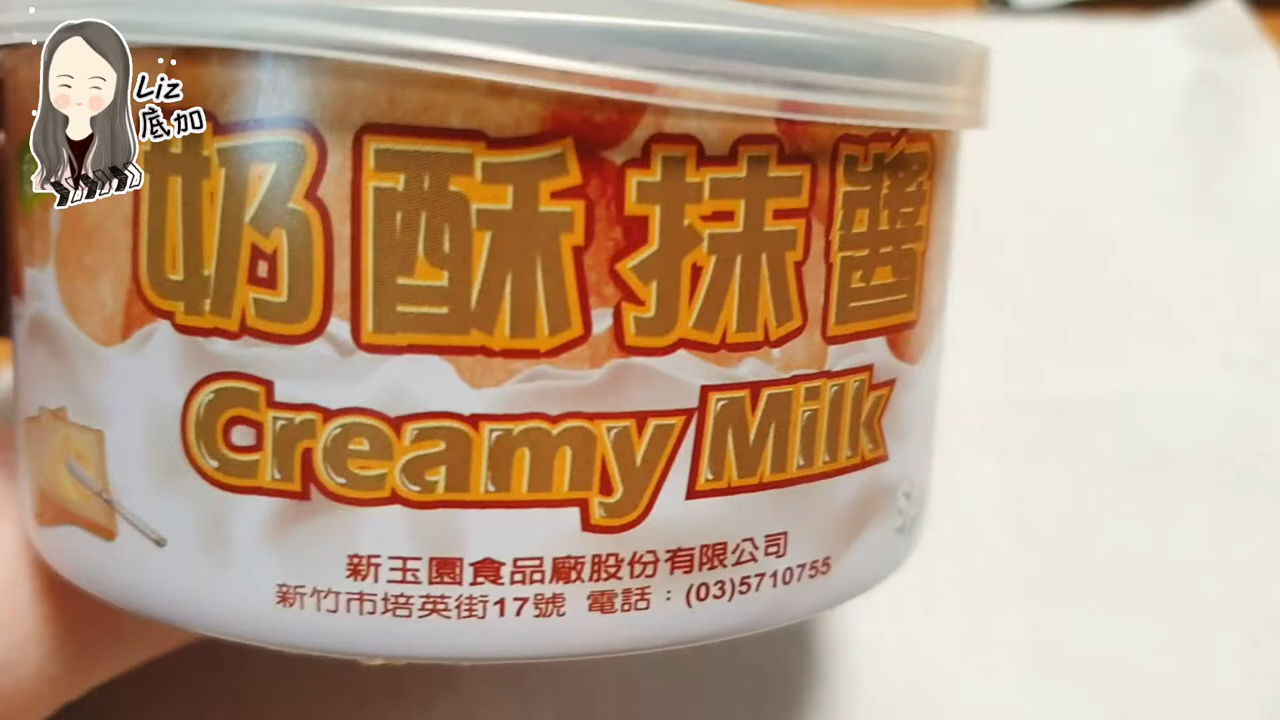 Liz
底加
奶酥抹醬
Creamy Milk
新玉園食品廠股份有限公司
新竹市培英街17號 電話：(03)5710755